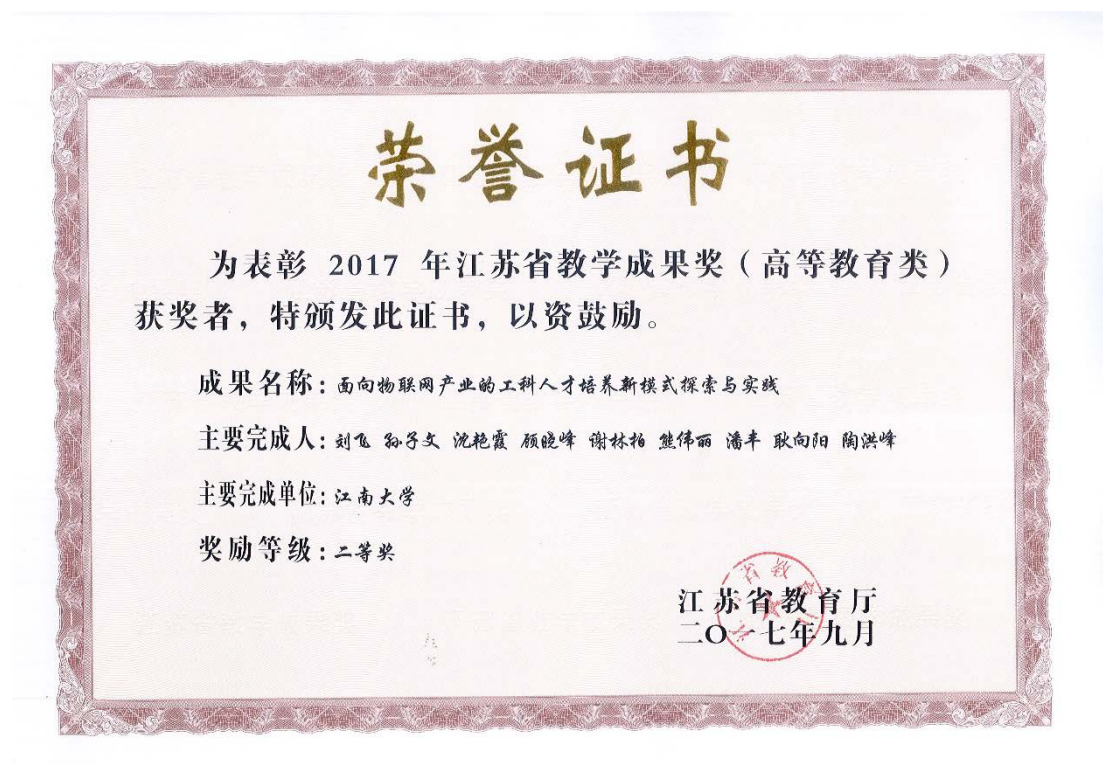 荣誉证书
为表彰 2017 年江苏省教学成果奖（高等教育类）
获奖者，特颁发此证书，以资鼓励。
成果名称：面向物联网产业的工科人才培养新模式探索与实践
主要完成人：刘飞 孙子文 沈艳霞 顾晓峰 谢林柏 熊伟丽 潘丰 耿向阳 陶洪峰
主要完成单位：江南大学
奖励等级：二等奖
江苏省教育厅
二〇一七年九月
江苏省教育厅